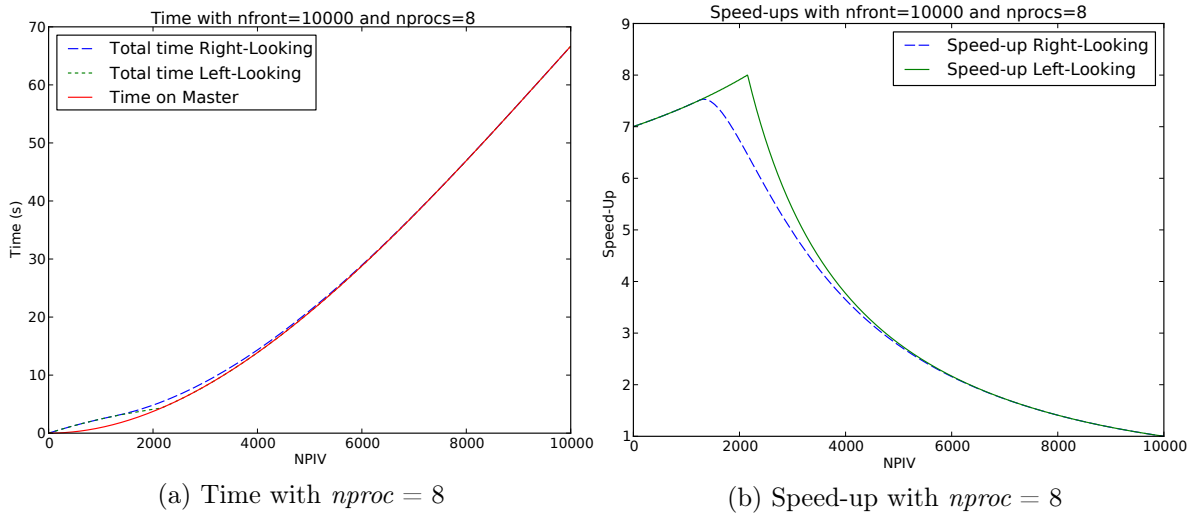 Time with nfront=10000 and nprocs=8
70
60
50
40
30
20
10
0
Time (s)
Total time Right-Looking
Total time Left-Looking
Time on Master
0 2000 4000 6000 8000 10000
NPIV
(a) Time with nproc = 8
Speed-ups with nfront=10000 and nprocs=8
9
8
7
6
5
4
3
2
1
Speed-Up
Speed-up Right-Looking
Speed-up Left-Looking
0 2000 4000 6000 8000 10000
NPIV
(b) Speed-up with nproc = 8